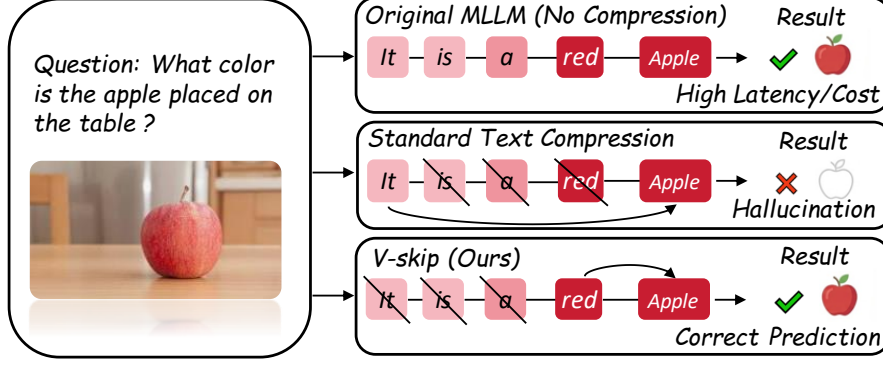 Question: What color
is the apple placed on
the table ?
Original MLLM (No Compression)
Result
It is a red Apple
High Latency/Cost
Standard Text Compression
Result
It is a red Apple
Hallucination
V-skip (Ours)
Result
It is a red Apple
Correct Prediction